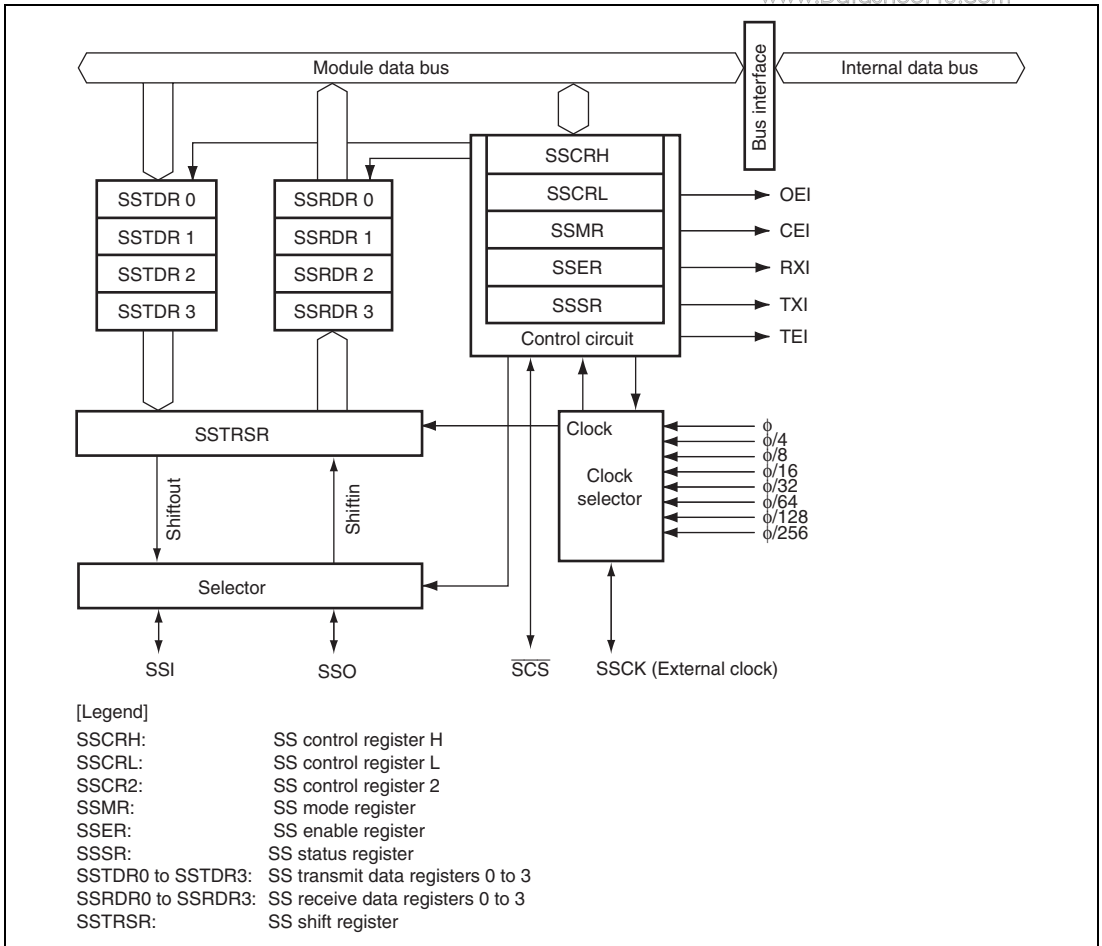 www.DataSheet4U.com
Module data bus
Bus interface
Internal data bus
SSCRH
SSCRL
SSMR
SSER
SSSR
Control circuit
SSTDR 0
SSTDR 1
SSTDR 2
SSTDR 3
SSRDR 0
SSRDR 1
SSRDR 2
SSRDR 3
OEI
CEI
RXI
TXI
TEI
SSTRSR
Clock
Clock
selector
ϕ
ϕ/4
ϕ/8
ϕ/16
ϕ/32
ϕ/64
ϕ/128
ϕ/256
Shiftout
Shiftin
Selector
SSI
SSO
SCS
SSCK (External clock)
[Legend]
SSCRH: SS control register H
SSCRL: SS control register L
SSCR2: SS control register 2
SSMR: SS mode register
SSER: SS enable register
SSSR: SS status register
SSTDR0 to SSTDR3: SS transmit data registers 0 to 3
SSRDR0 to SSRDR3: SS receive data registers 0 to 3
SSTRSR: SS shift register